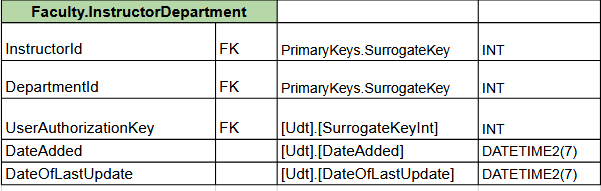 Faculty.InstructorDepartment
InstructorId FK PrimaryKeys.SurrogateKey INT
DepartmentId FK PrimaryKeys.SurrogateKey INT
UserAuthorizationKey FK [Udt].[SurrogateKeyInt] INT
DateAdded [Udt].[DateAdded] DATETIME2(7)
DateOfLastUpdate [Udt].[DateOfLastUpdate] DATETIME2(7)